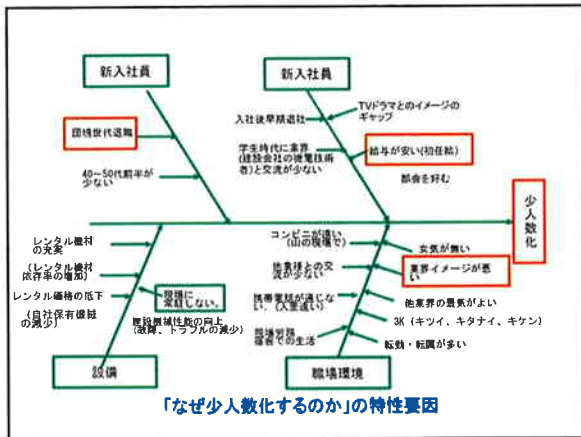 新入社員
新入社員
入社後早期退社
TVドラマとのイメージの
ギャップ
団塊世代退職
学生時代に業界
(建設会社の機電技術
者)と交流が少ない
給与が安い(初任給)
40～50代前半が
少ない
都会を好む
少人数化
レンタル機材
の充実
コンビニが遠い
(山の現場で)
女気が無い
(レンタル機材
依存率の増加)
他業種との交
流が少ない
業界イメージが悪
い
レンタル価格の低下
現場に
常駐しない。
携帯電話が通じな
い．(人里遠い)
他業界の景気がよい
(自社保有機械
の減少)
建設機械性能の向上
(故障、トラブルの減少)
3K(キツイ、キタナイ、キケン)
現場労務
宿舎での生活
転勤・転属が多い
設備
職場環境
「なぜ少人数化するのか」の特性要因